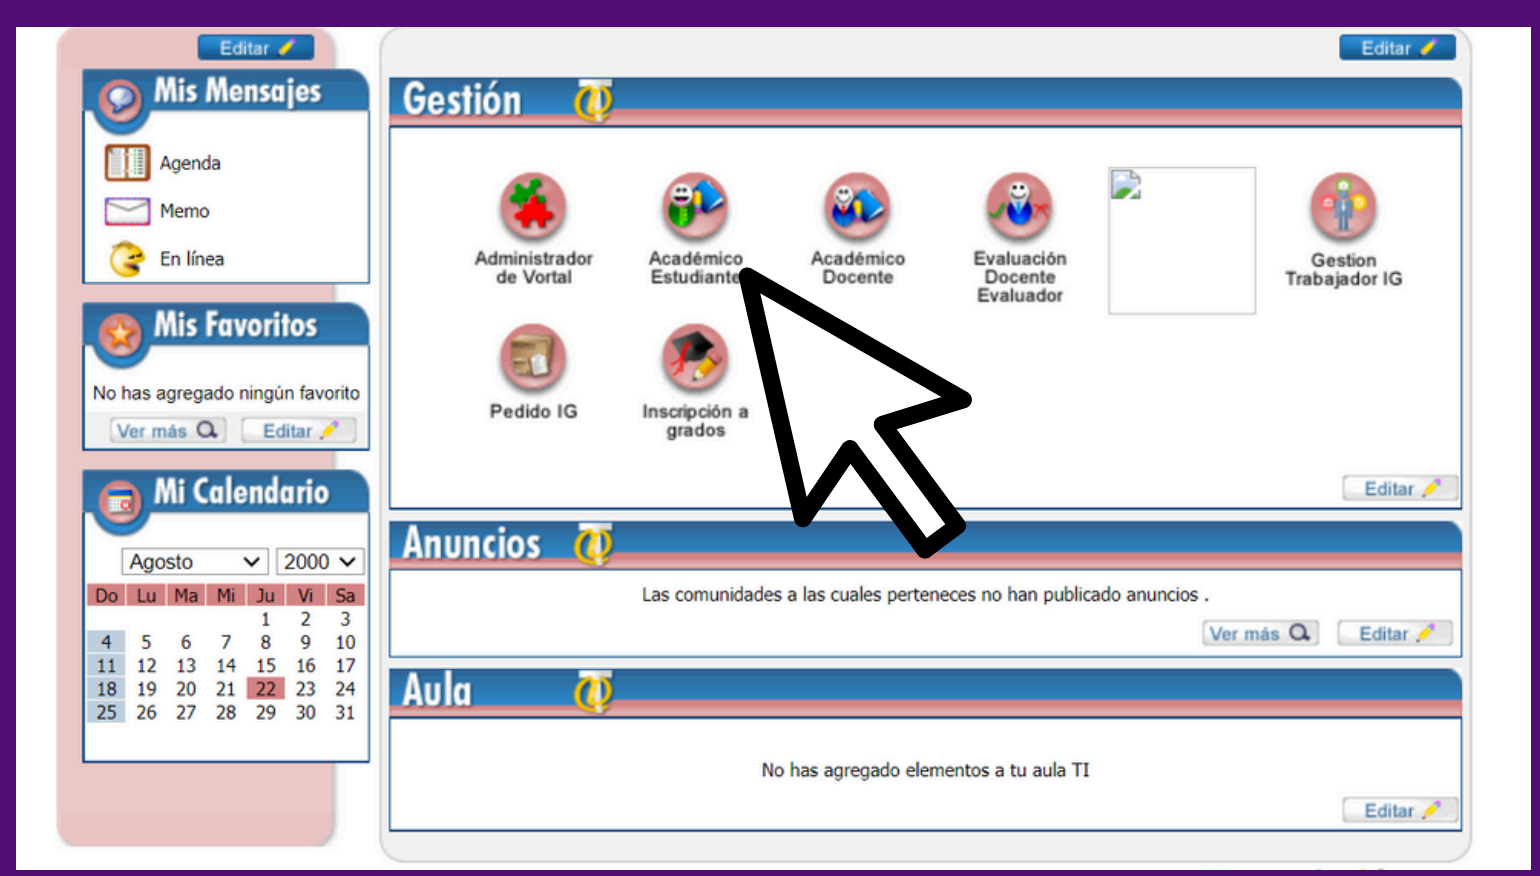 Editar
Mis Mensajes
Agenda
Memo
En línea
Mis Favoritos
No has agregado ningún favorito
Ver más Editar
Mi Calendario
Agosto 2000
Do Lu Ma Mi Ju Vi Sa
1 2 3
4 5 6 7 8 9 10
11 12 13 14 15 16 17
18 19 20 21 22 23 24
25 26 27 28 29 30 31
Editar
Gestión
Administrador
de Vortal
Académico
Estudiante
Académico
Docente
Evaluación
Docente
Evaluador
Gestion
Trabajador IG
Pedido IG
Inscripción a
grados
Editar
Anuncios
Las comunidades a las cuales perteneces no han publicado anuncios .
Ver más Editar
Aula
No has agregado elementos a tu aula TI
Editar